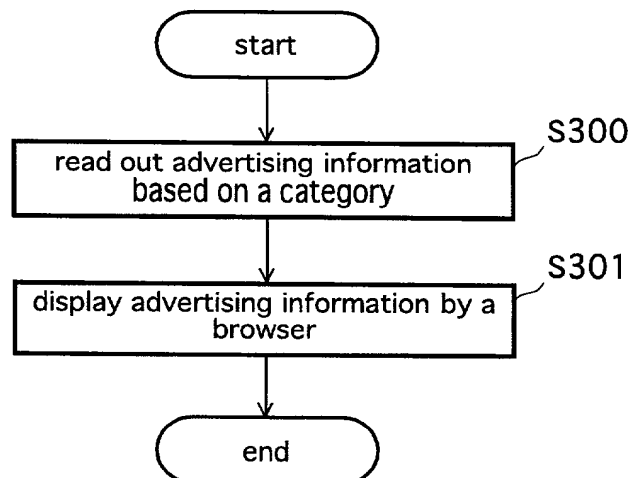 start
S300
read out advertising information
based on a category
S301
display advertising information by a
browser
end